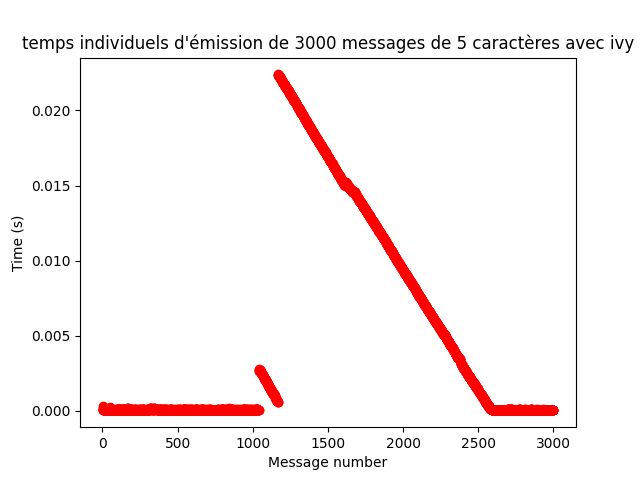 temps individuels d'émission de 3000 messages de 5 caractères avec ivy
0.020
0.015
0.010
0.005
0.000
Time (s)
0 500 1000 1500 2000 2500 3000
Message number